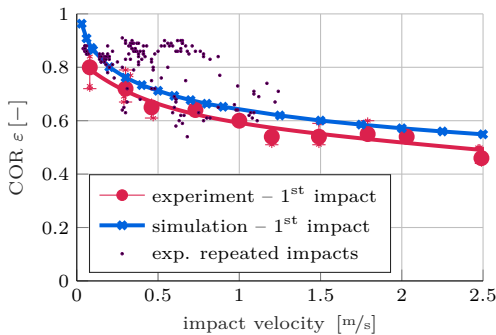 1
0.8
0.6
0.4
0.2
0
COR ε [−]
experiment – 1st impact
simulation – 1st impact
exp. repeated impacts
0 0.5 1 1.5 2 2.5
impact velocity [m/s]